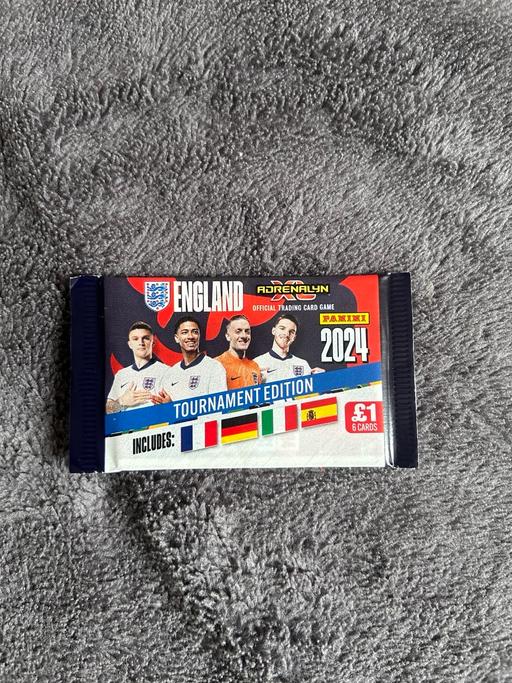 ENGLAND
ADRENALYN
XL
OFFICIAL TRADING CARD GAME
PANINI
2024
TOURNAMENT EDITION
INCLUDES:
£1
6 CARDS